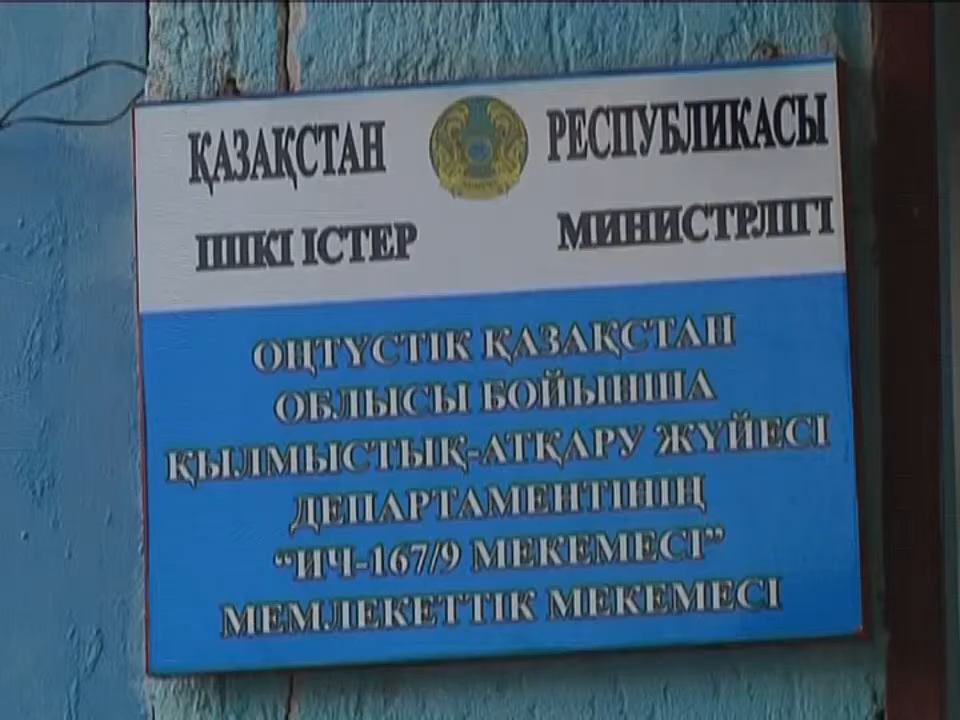 ҚАЗАҚСТАН РЕСПУБЛИКАСЫ
ІШКІ ІСТЕР МИНИСТРЛІГІ
ОҢТҮСТІК ҚАЗАҚСТАН
ОБЛЫСЫ БОЙЫНША
ҚЫЛМЫСТЫҚ-АТҚАРУ ЖҮЙЕСІ
ДЕПАРТАМЕНТІНІҢ
“ИЧ-167/9 МЕКЕМЕСІ”
МЕМЛЕКЕТТІК МЕКЕМЕСІ